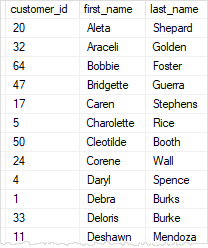 customer_id first_name last_name
20 Aleta Shepard
32 Araceli Golden
64 Bobbie Foster
47 Bridgette Guerra
17 Caren Stephens
5 Charolette Rice
50 Cleotilde Booth
24 Corene Wall
4 Daryl Spence
1 Debra Burks
33 Deloris Burke
11 Deshawn Mendoza